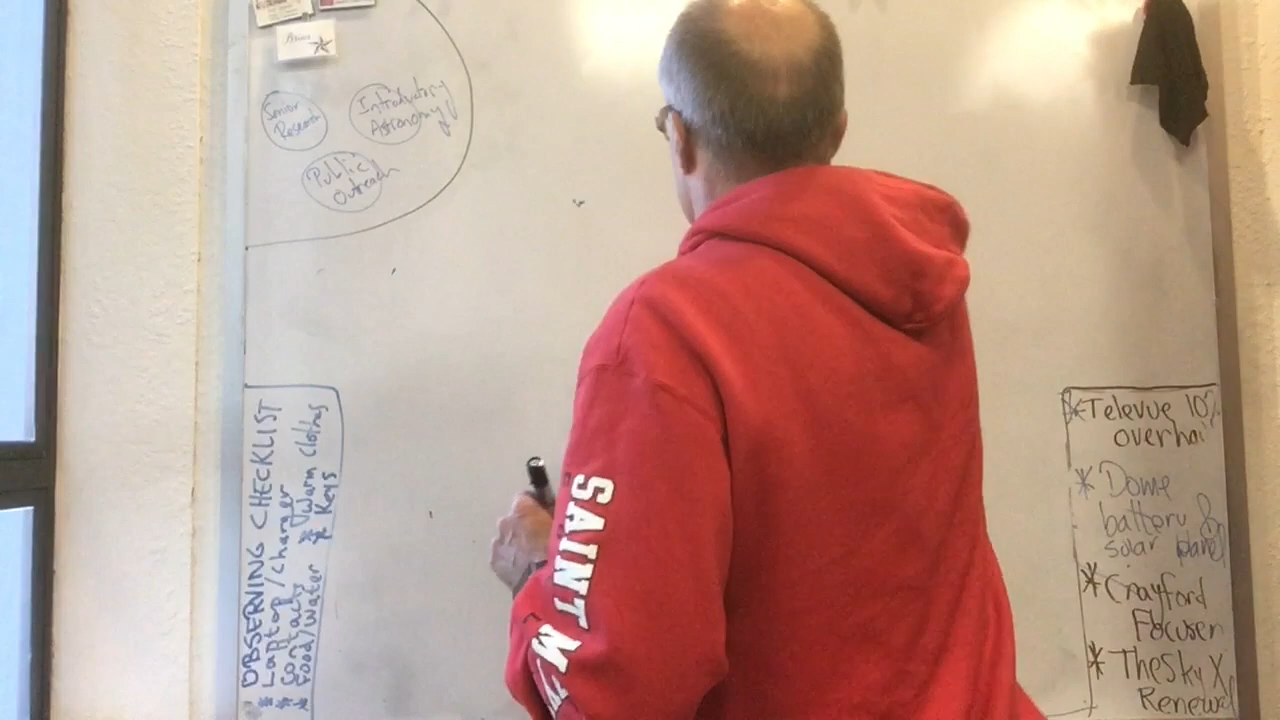 Senior
Research
Introductory
Astronomy
Public
Outreach
OBSERVING CHECKLIST
* Laptop/charger
* Contacts * Warm clothes
* Food/Water * Keys
SAINT M
* Televue 10%
overhaul
* Dome
battery &
solar panel
* Crayford
Focuser
* TheSky X
Renewal